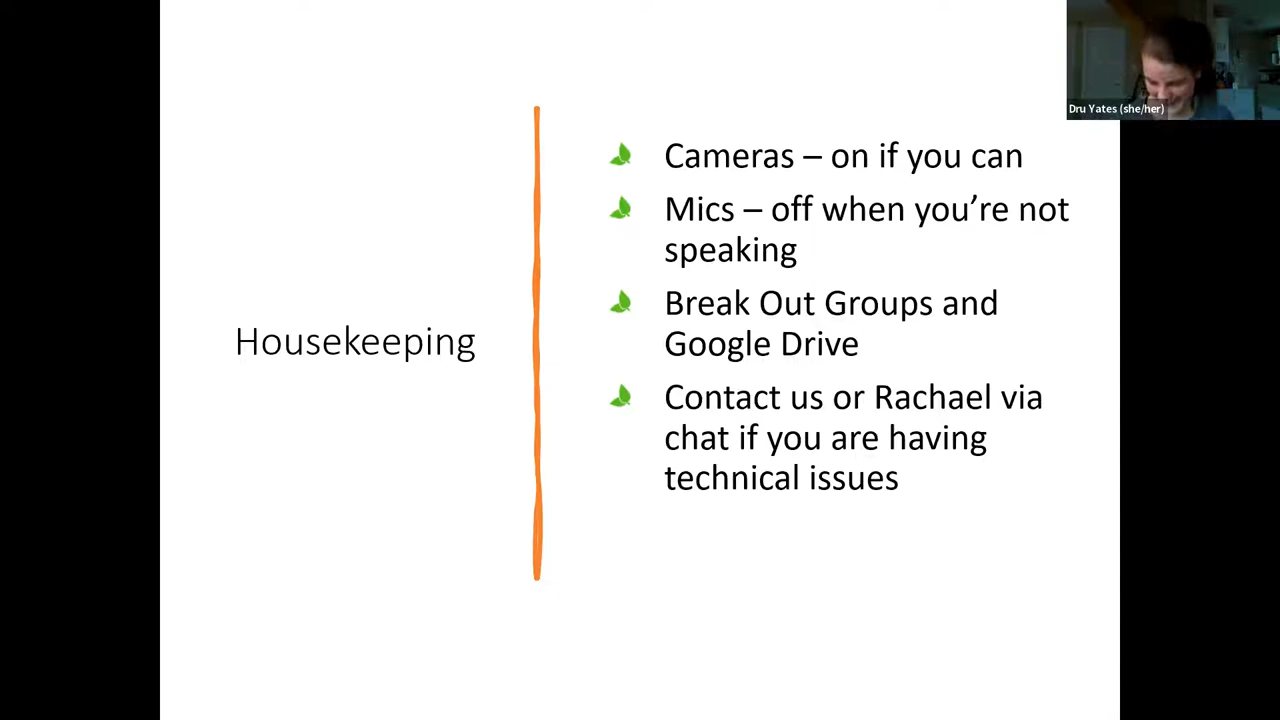 Dru Yates (she/her)
Housekeeping
Cameras – on if you can
Mics – off when you’re not
speaking
Break Out Groups and
Google Drive
Contact us or Rachael via
chat if you are having
technical issues